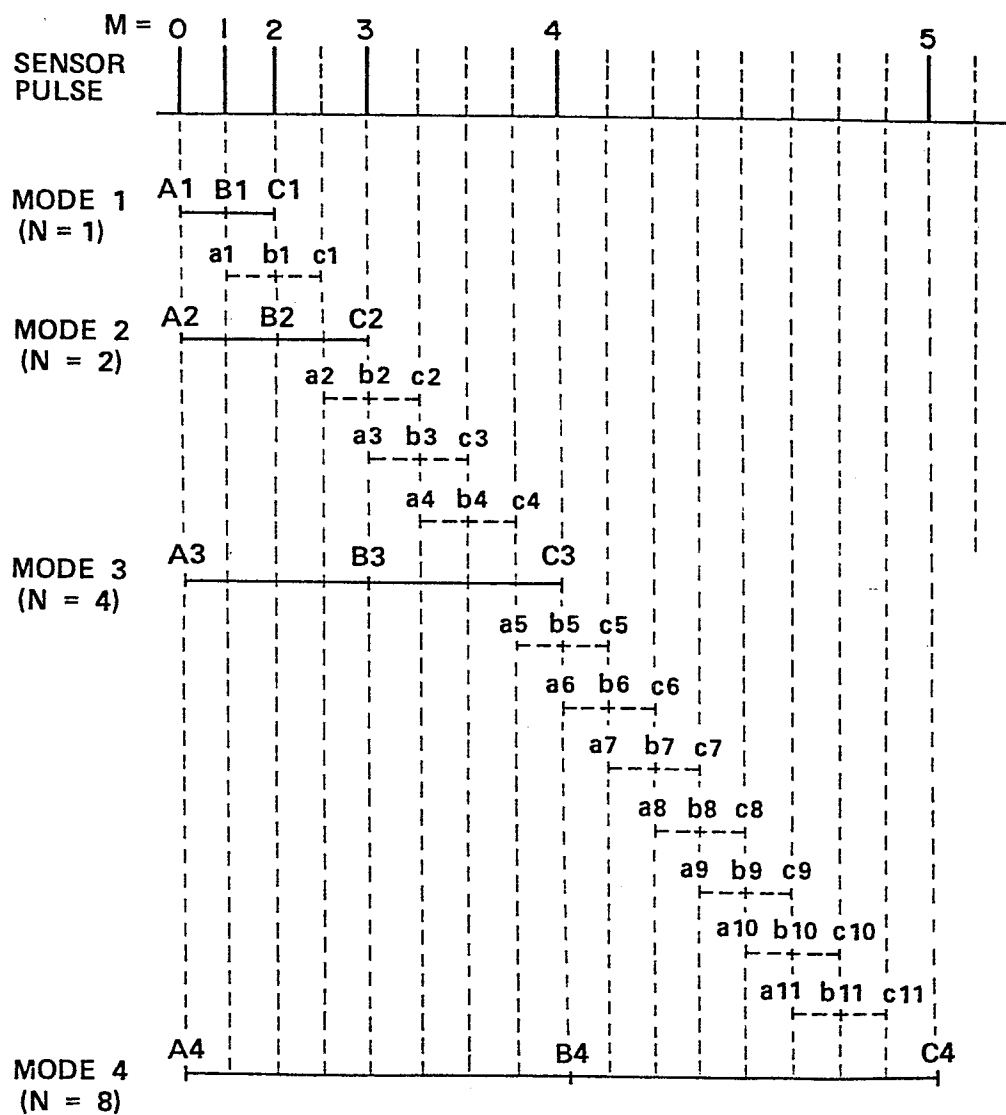 M = 0 1 2 3 4 5
SENSOR
PULSE
A1 B1 C1
MODE 1
(N = 1)
a1 b1 c1
A2 B2 C2
MODE 2
(N = 2)
a2 b2 c2
a3 b3 c3
a4 b4 c4
A3 B3 C3
MODE 3
(N = 4)
a5 b5 c5
a6 b6 c6
a7 b7 c7
a8 b8 c8
a9 b9 c9
a10 b10 c10
a11 b11 c11
A4 B4 C4
MODE 4
(N = 8)